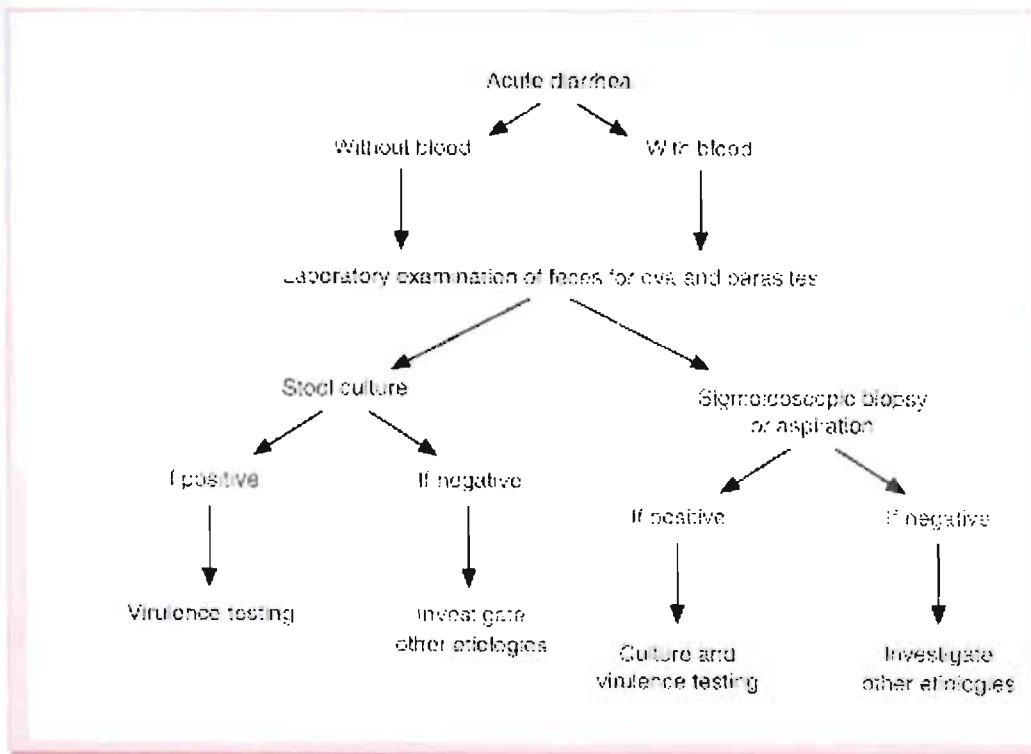 Acute diarrhea
Without blood
With blood
Laboratory examination of feces for ova and parasites
Stool culture
Sigmoidoscopic biopsy
or aspiration
If positive
If negative
If positive
If negative
Virulence testing
Investigate
other etiologies
Culture and
virulence testing
Investigate
other etiologies